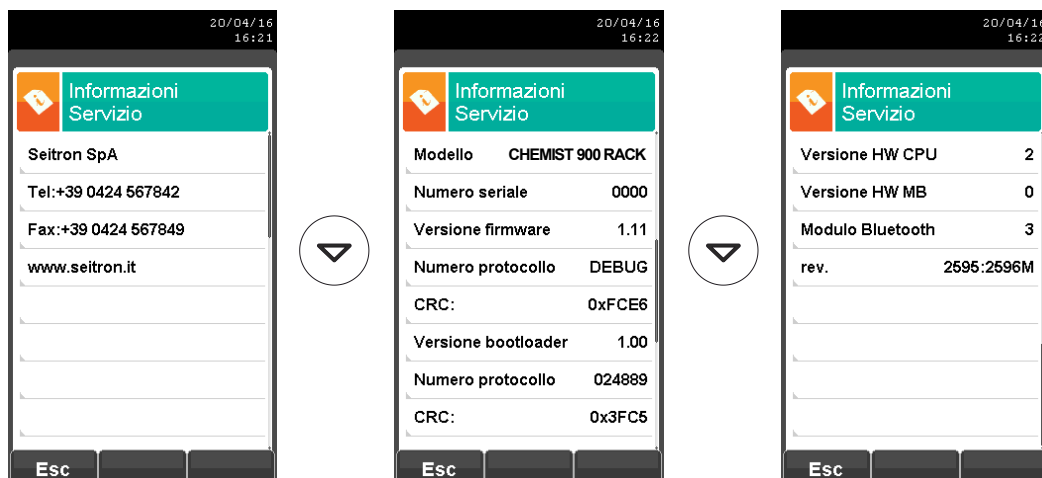 20/04/16
16:21
Informazioni
Servizio
Seitron SpA
Tel:+39 0424 567842
Fax:+39 0424 567849
www.seitron.it
Esc
20/04/16
16:22
Informazioni
Servizio
Modello CHEMIST 900 RACK
Numero seriale 0000
Versione firmware 1.11
Numero protocollo DEBUG
CRC: 0xFCE6
Versione bootloader 1.00
Numero protocollo 024889
CRC: 0x3FC5
Esc
20/04/16
16:22
Informazioni
Servizio
Versione HW CPU 2
Versione HW MB 0
Modulo Bluetooth 3
rev. 2595:2596M
Esc